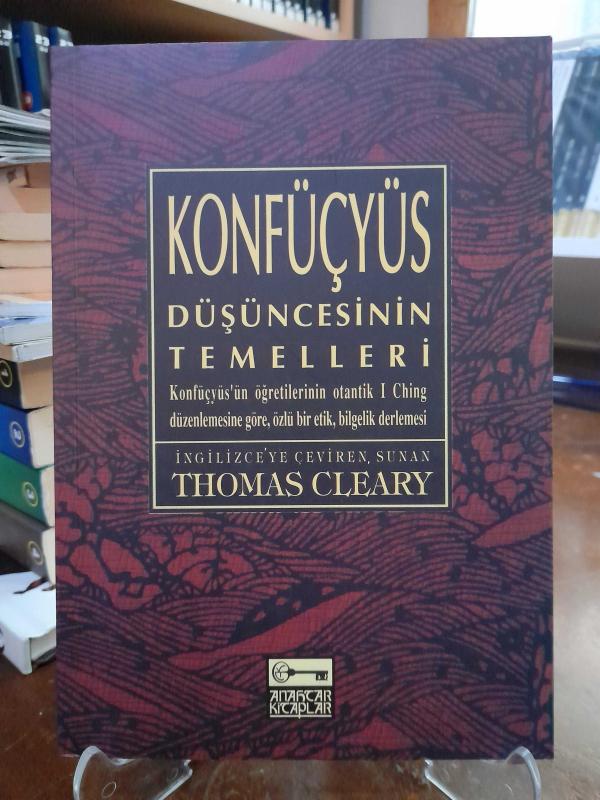 KONFÜÇYÜS
DÜŞÜNCESİNİN
TEMELLERİ
Konfüçyüs'ün öğretilerinin otantik I Ching
düzenlemesine göre, özlü bir etik, bilgelik derlemesi
İNGİLİZCE'YE ÇEVİREN, SUNAN
THOMAS CLEARY
ANAHTAR
KİTAPLAR